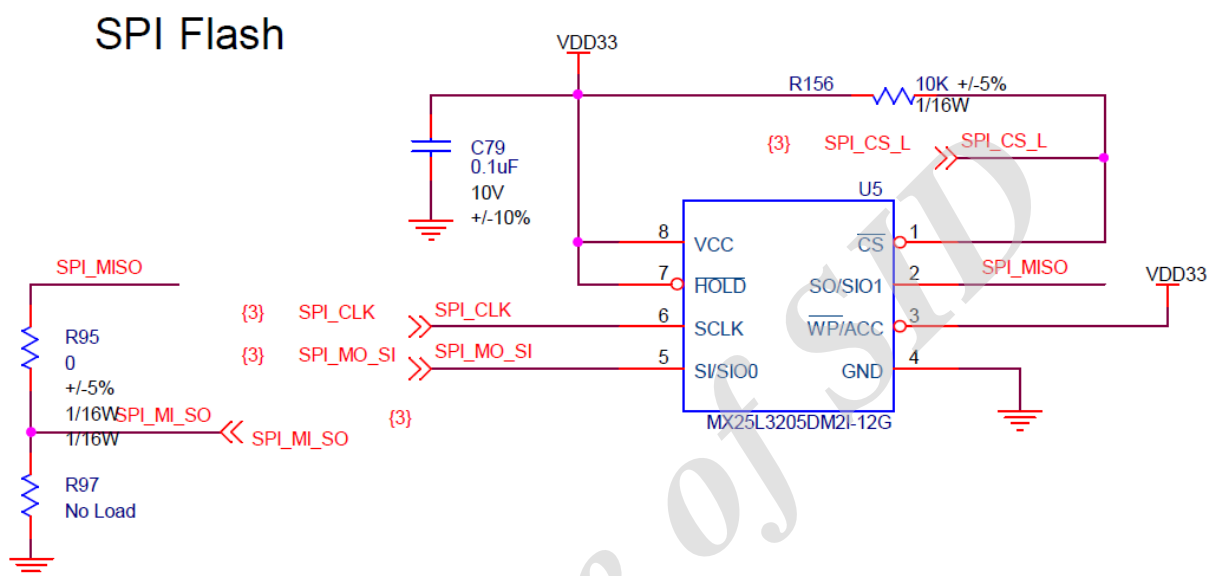 SPI Flash
VDD33
R156
10K +/-5%
1/16W
{3} SPI_CS_L SPI_CS_L
C79
0.1uF
10V
+/-10%
U5
8 VCC CS 1
7 HOLD SO/SIO1 2 SPI_MISO
VDD33
SPI_MISO
{3} SPI_CLK SPI_CLK 6 SCLK WP/ACC 3
{3} SPI_MO_SI SPI_MO_SI 5 SI/SIO0 GND 4
MX25L3205DM2I-12G
R95
0
+/-5%
1/16W
1/16W
SPI_MI_SO
SPI_MI_SO
{3}
R97
No Load
of SID